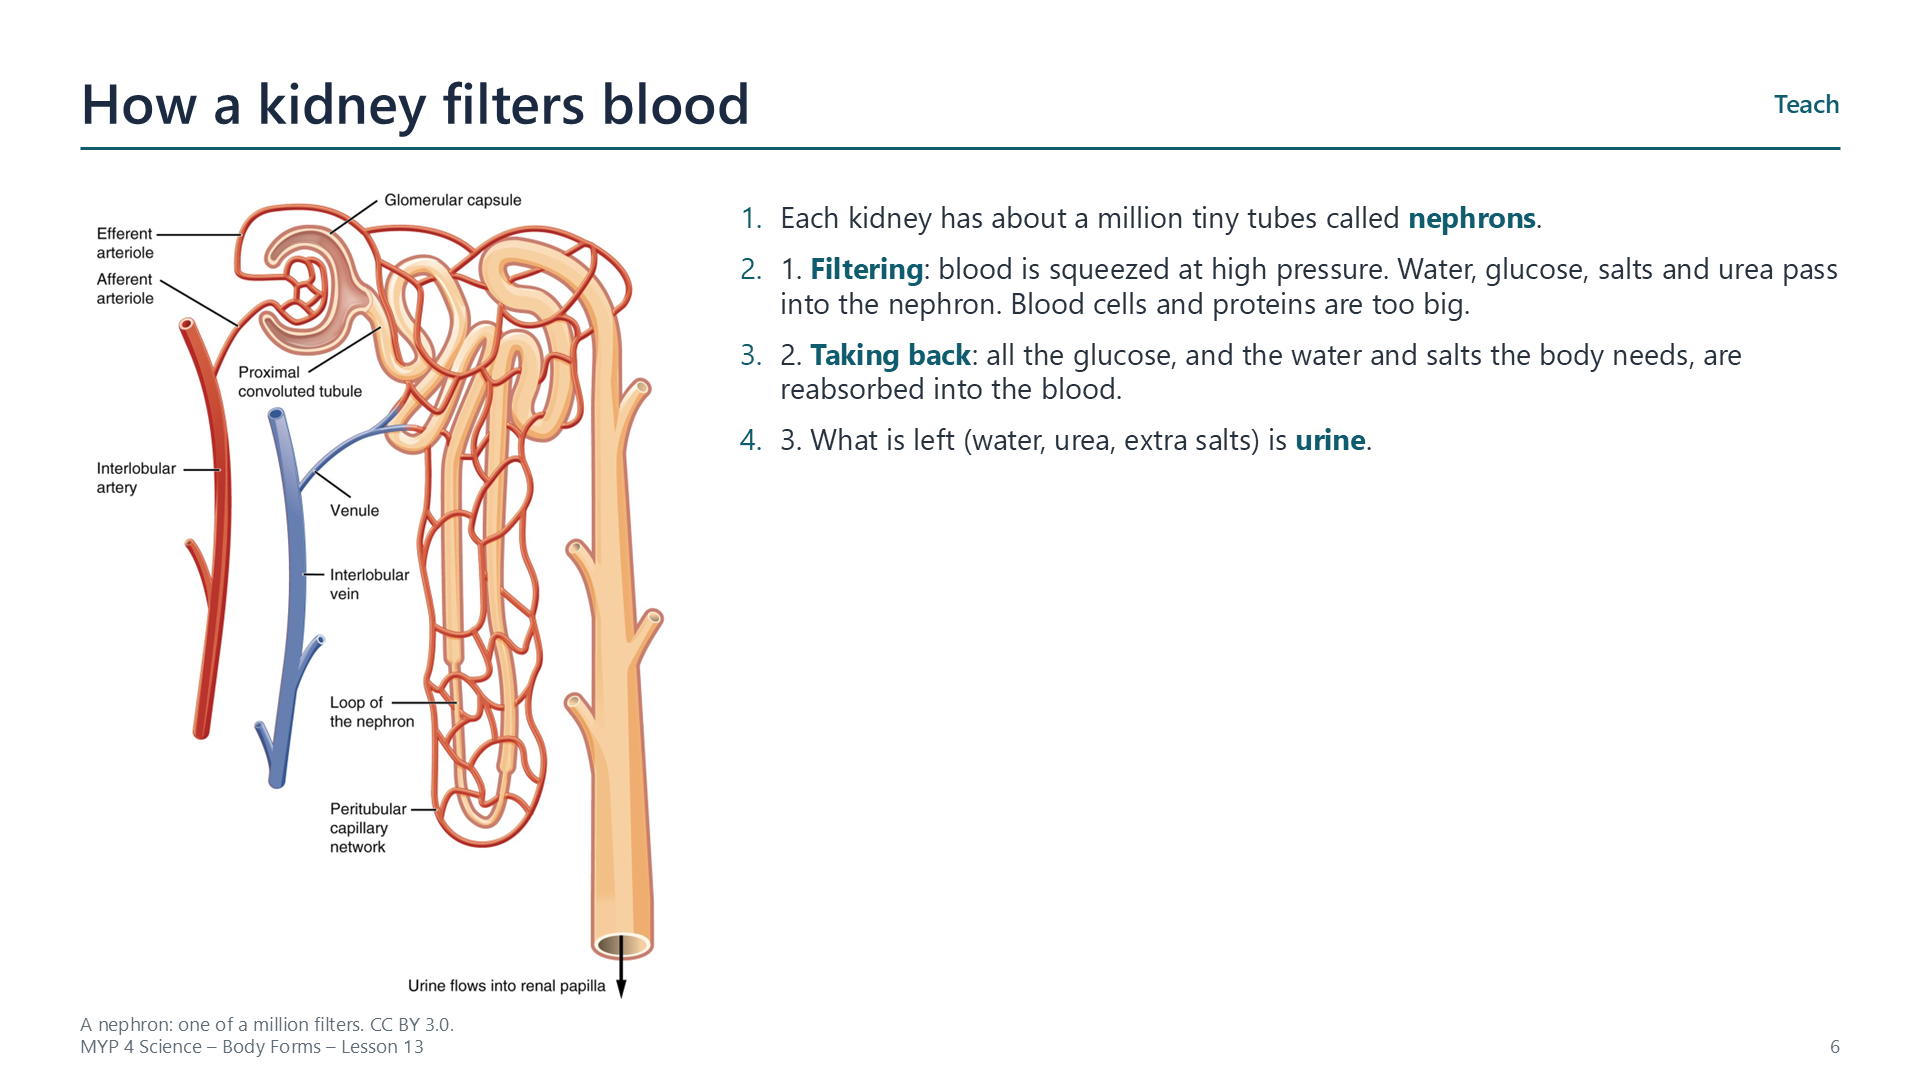 How a kidney filters blood
Teach
Glomerular capsule
Efferent
arteriole
Afferent
arteriole
Proximal
convoluted tubule
Interlobular
artery
Venule
Interlobular
vein
Loop of
the nephron
Peritubular
capillary
network
Urine flows into renal papilla
1. Each kidney has about a million tiny tubes called nephrons.
2. 1. Filtering: blood is squeezed at high pressure. Water, glucose, salts and urea pass
into the nephron. Blood cells and proteins are too big.
3. 2. Taking back: all the glucose, and the water and salts the body needs, are
reabsorbed into the blood.
4. 3. What is left (water, urea, extra salts) is urine.
A nephron: one of a million filters. CC BY 3.0.
MYP 4 Science – Body Forms – Lesson 13
6